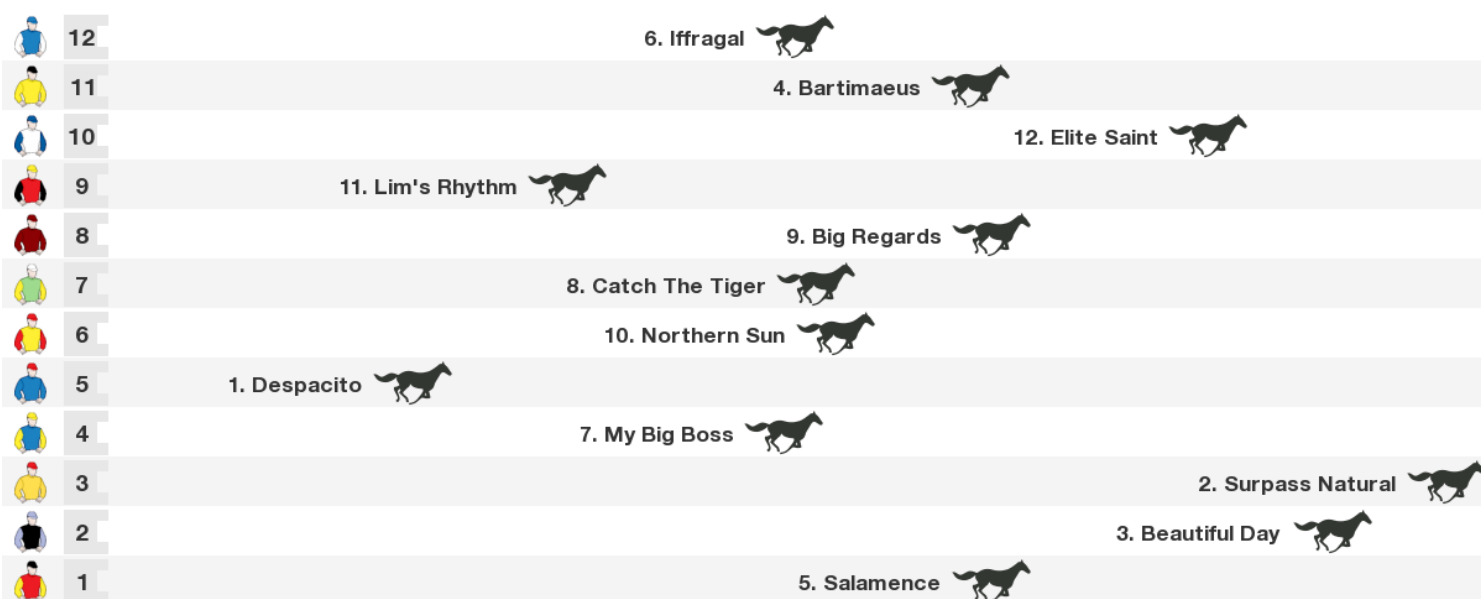 12 6. Iffragal
11 4. Bartimaeus
10 12. Elite Saint
9 11. Lim's Rhythm
8 9. Big Regards
7 8. Catch The Tiger
6 10. Northern Sun
5 1. Despacito
4 7. My Big Boss
3 2. Surpass Natural
2 3. Beautiful Day
1 5. Salamence